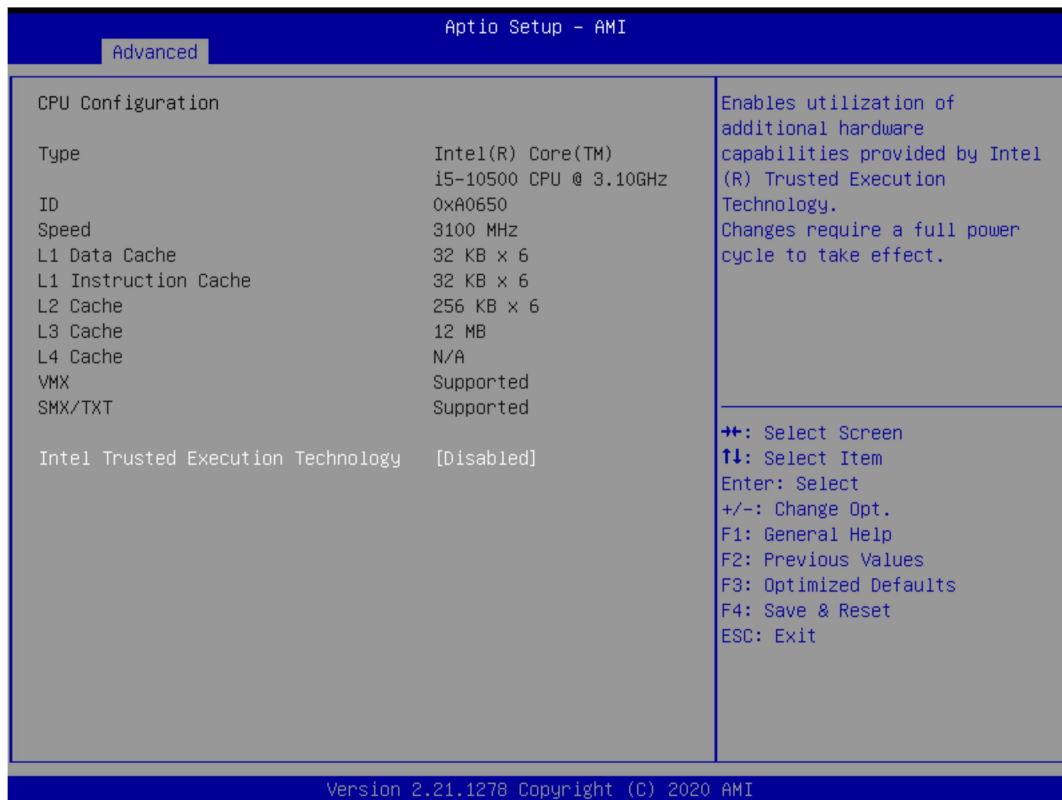 Aptio Setup – AMI
Advanced
CPU Configuration
Type Intel(R) Core(TM)
i5-10500 CPU @ 3.10GHz
ID 0xA0650
Speed 3100 MHz
L1 Data Cache 32 KB x 6
L1 Instruction Cache 32 KB x 6
L2 Cache 256 KB x 6
L3 Cache 12 MB
L4 Cache N/A
VMX Supported
SMX/TXT Supported
Intel Trusted Execution Technology [Disabled]
Enables utilization of
additional hardware
capabilities provided by Intel
(R) Trusted Execution
Technology.
Changes require a full power
cycle to take effect.
→←: Select Screen
↑↓: Select Item
Enter: Select
+/-: Change Opt.
F1: General Help
F2: Previous Values
F3: Optimized Defaults
F4: Save & Reset
ESC: Exit
Version 2.21.1278 Copyright (C) 2020 AMI